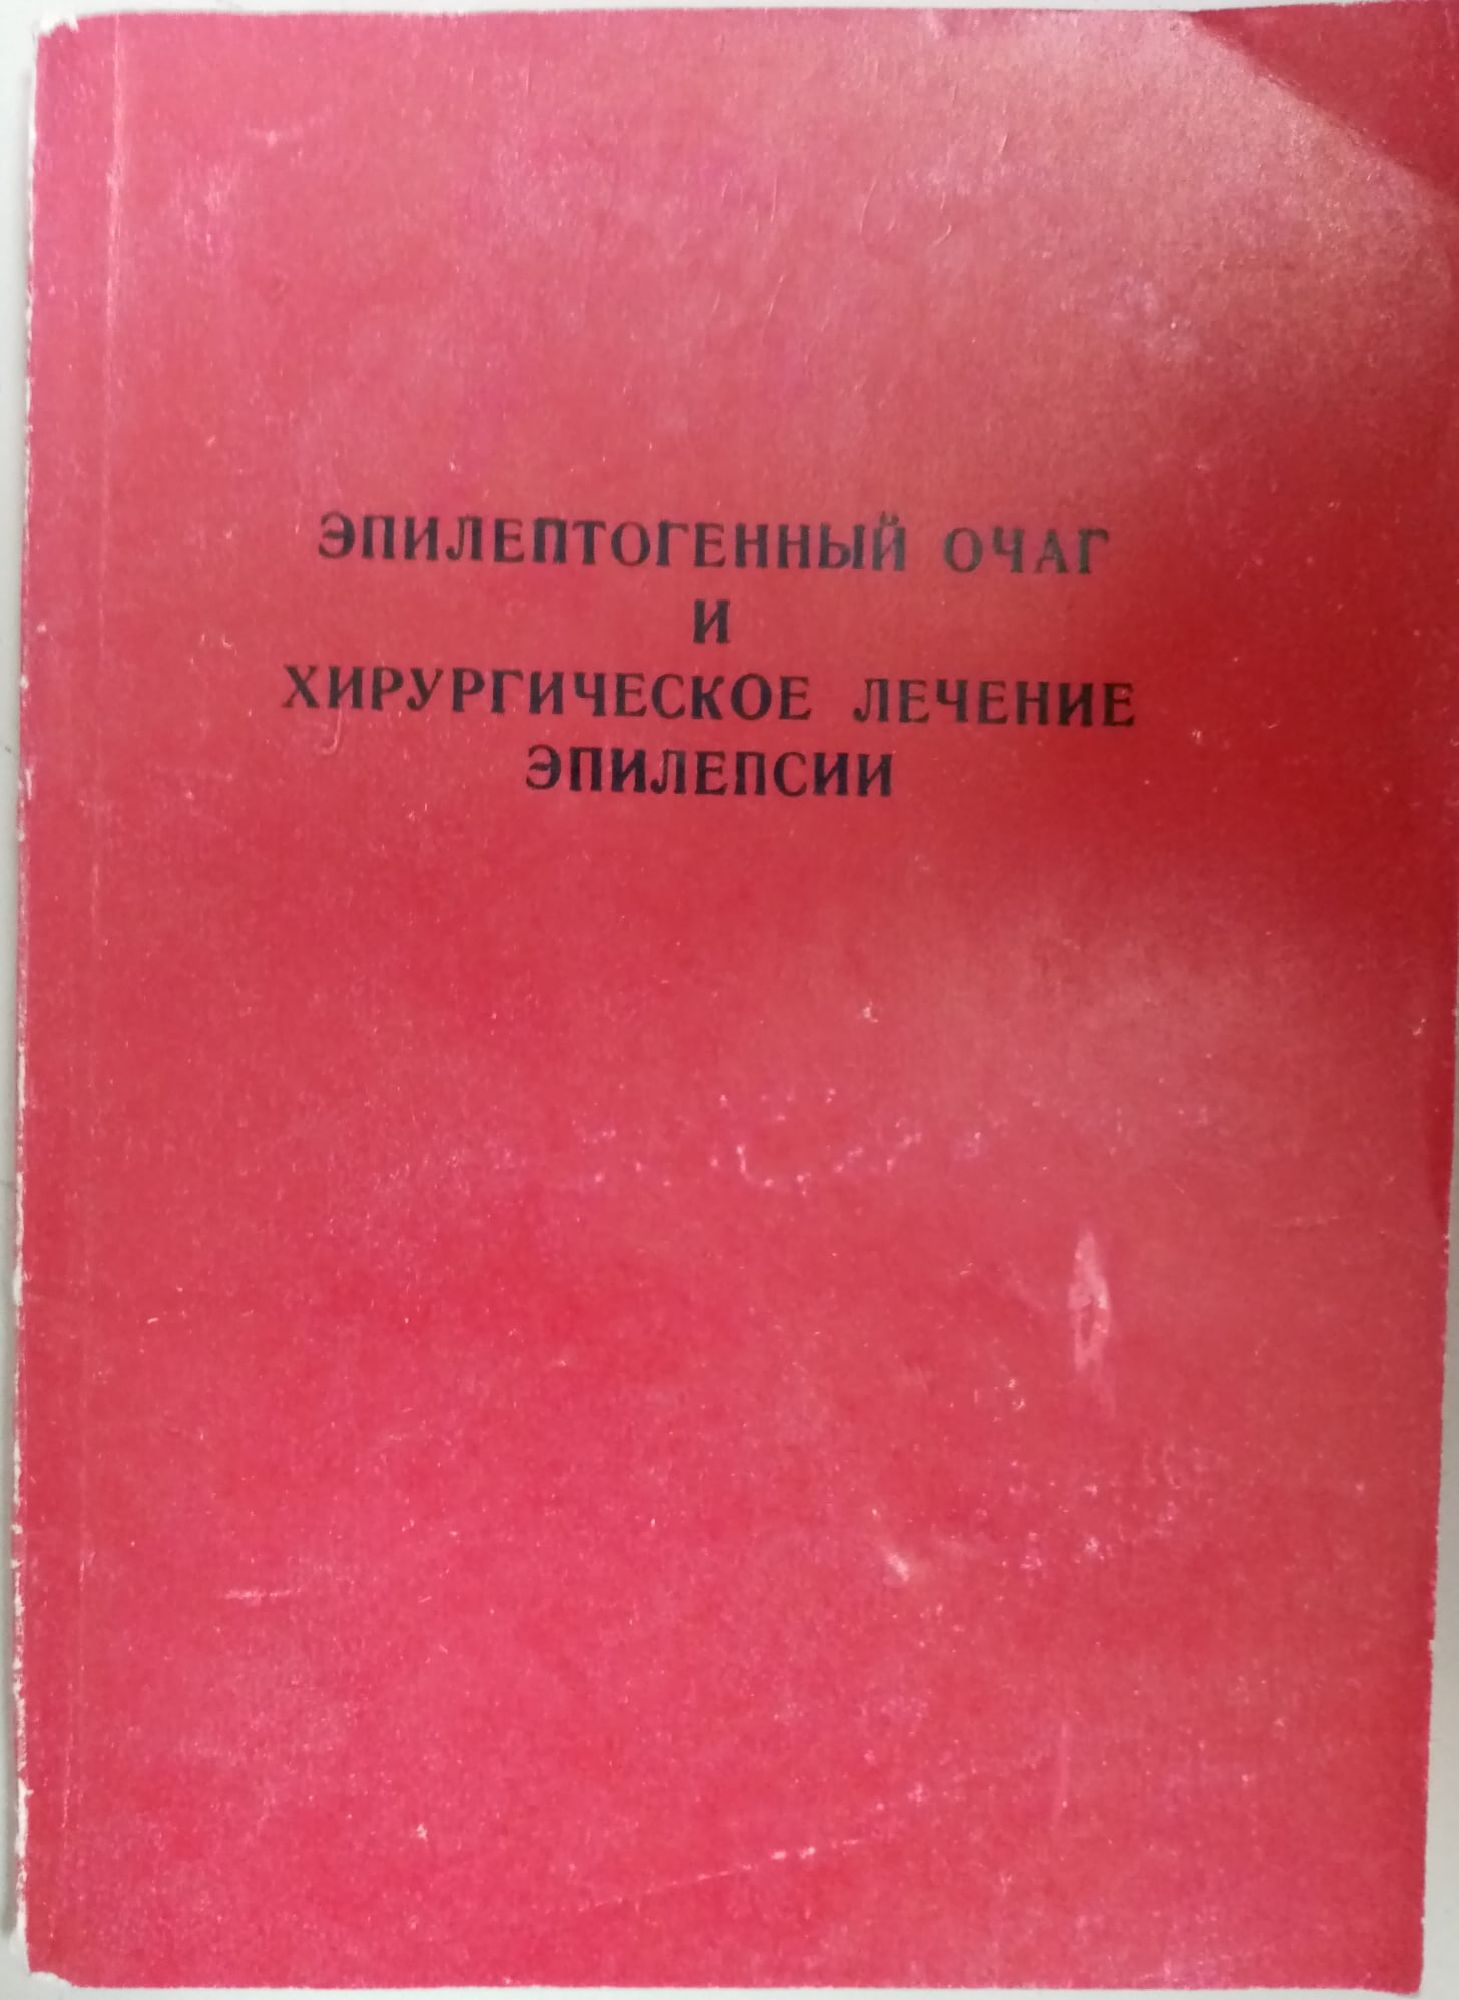 ЭПИЛЕПТОГЕННЫЙ ОЧАГ
И
ХИРУРГИЧЕСКОЕ ЛЕЧЕНИЕ
ЭПИЛЕПСИИ